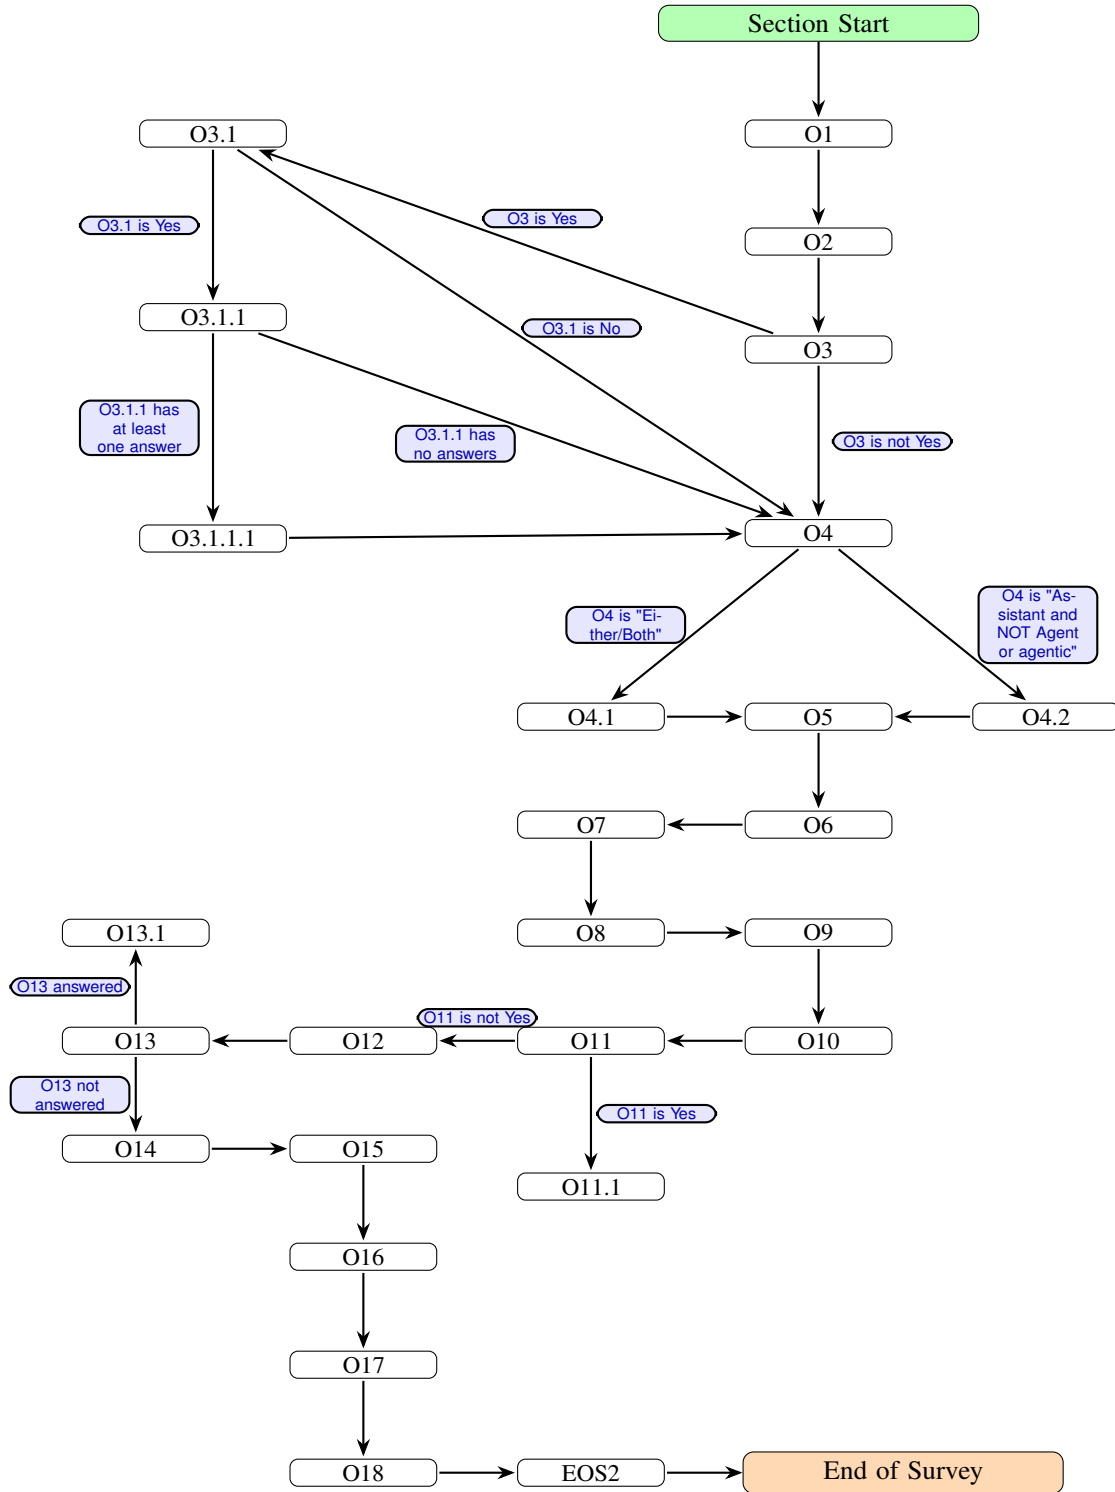 Section Start
O3.1
O1
O3 is Yes
O3.1 is Yes
O2
O3.1.1
O3.1 is No
O3
O3.1.1 has
at least
one answer
O3.1.1 has
no answers
O3 is not Yes
O3.1.1.1
O4
O4 is "Ei-
ther/Both"
O4 is "As-
sistant and
NOT Agent
or agentic"
O4.1
O5
O4.2
O7
O6
O13.1
O8
O9
O13 answered
O11 is not Yes
O13
O12
O11
O10
O13 not
answered
O11 is Yes
O14
O15
O11.1
O16
O17
O18
EOS2
End of Survey